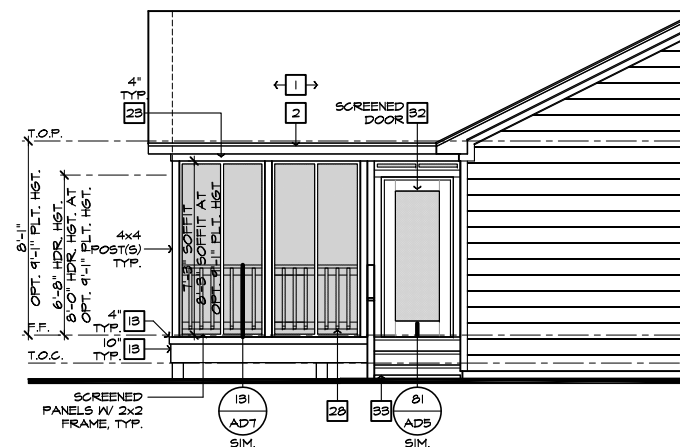 1
4"
TYP.
23
2
SCREENED
DOOR
32
T.O.P.
8'-1"
OPT. 9'-1" PLT. HGT.
6'-8" HDR. HGT.
8'-0" HDR. HGT. AT
OPT. 9'-1" PLT. HGT.
4x4
POST(S)
TYP.
7'-3" SOFFIT
8'-3" SOFFIT AT
OPT. 9'-1" PLT. HGT
F.F.
4"
TYP.
13
10"
TYP.
13
T.O.C.
SCREENED
PANELS W/ 2x2
FRAME, TYP.
131
AD7
SIM.
28
33
81
AD5
SIM.